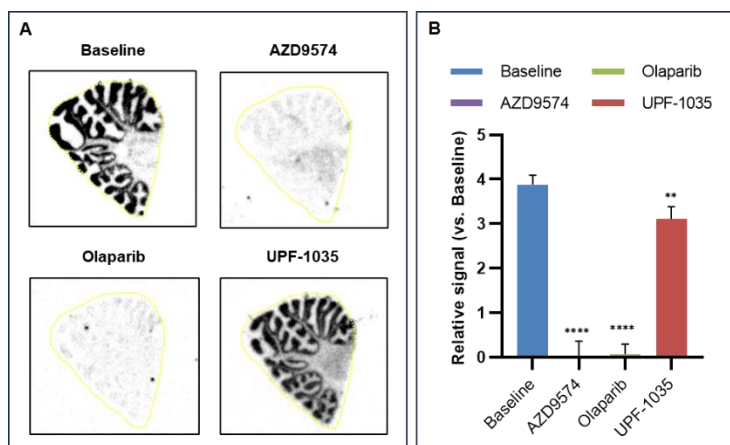 A
Baseline
AZD9574
Olaparib
UPF-1035
B
Baseline
Olaparib
AZD9574
UPF-1035
Relative signal (vs. Baseline)
5
4
3
2
1
0
****
****
**
Baseline
AZD9574
Olaparib
UPF-1035